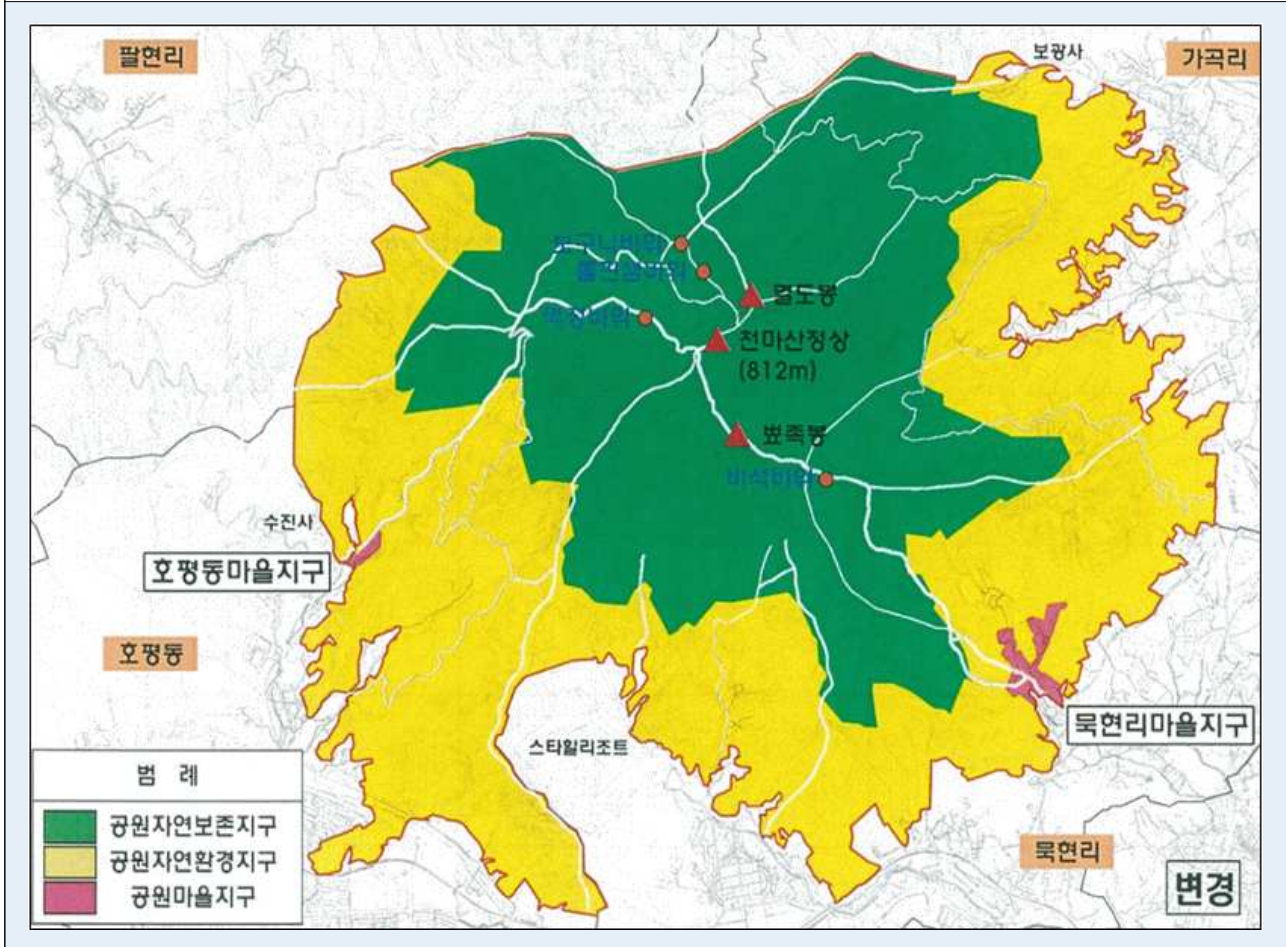 팔현리
보광사
가곡리
멸도봉
천마산정상
(812m)
뾰족봉
수진사
호평동마을지구
호평동
스타힐리조트
묵현리마을지구
묵현리
변경
범 례
공원자연보존지구
공원자연환경지구
공원마을지구